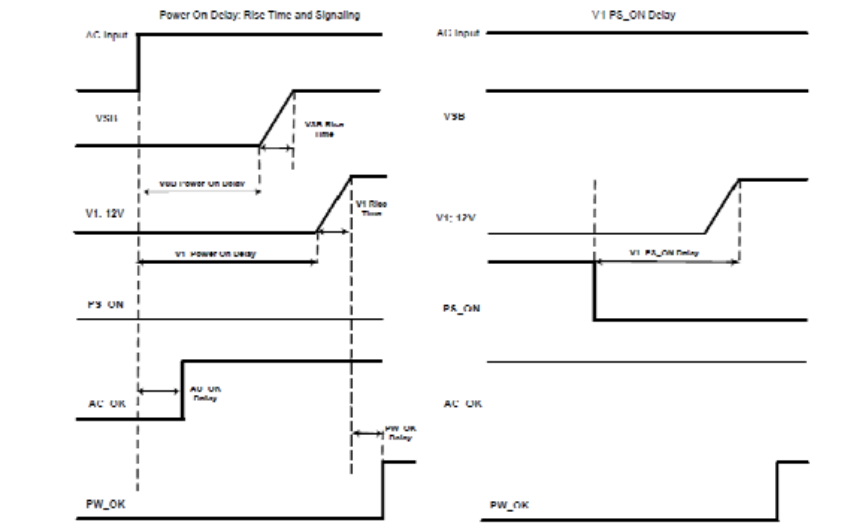 Power On Delay: Rise Time and Signaling
AC Input
VSB
VSB Rise
Time
VSB Power On Delay
V1, 12V
V1 Rise
Time
V1 Power On Delay
PS_ON
AC_OK
Delay
AC_OK
PW_OK
Delay
PW_OK
V1 PS_ON Delay
AC Input
VSB
V1; 12V
V1 PS_ON Delay
PS_ON
AC_OK
PW_OK